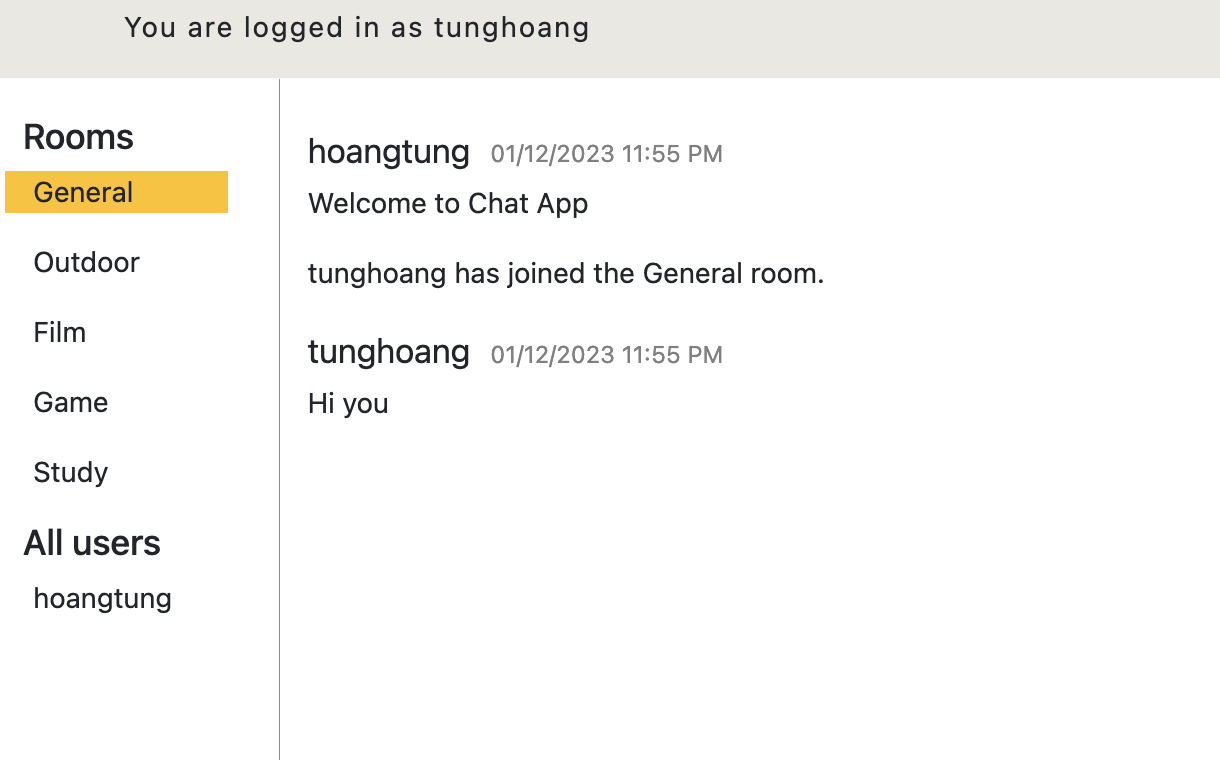 You are logged in as tunghoang
Rooms
General
Outdoor
Film
Game
Study
All users
hoangtung
hoangtung 01/12/2023 11:55 PM
Welcome to Chat App
tunghoang has joined the General room.
tunghoang 01/12/2023 11:55 PM
Hi you